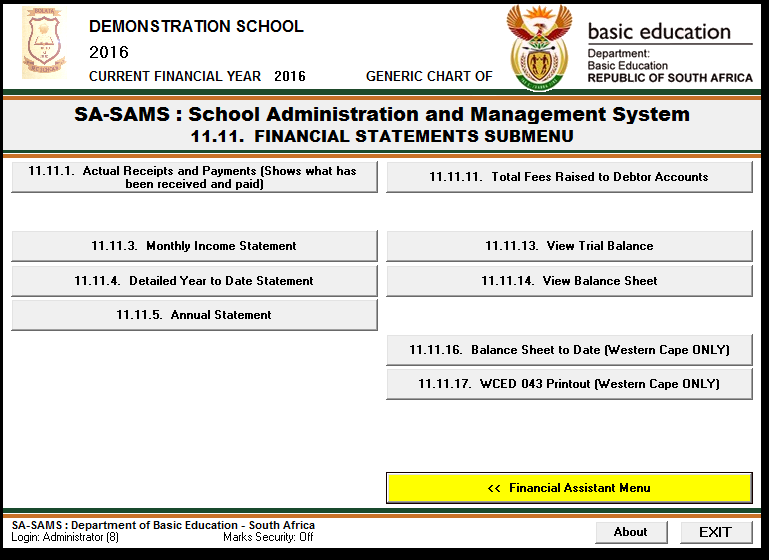 DEMONSTRATION SCHOOL
2016
CURRENT FINANCIAL YEAR 2016 GENERIC CHART OF
basic education
Department:
Basic Education
REPUBLIC OF SOUTH AFRICA
SA-SAMS : School Administration and Management System
11.11. FINANCIAL STATEMENTS SUBMENU
11.11.1. Actual Receipts and Payments (Shows what has
been received and paid)
11.11.11. Total Fees Raised to Debtor Accounts
11.11.3. Monthly Income Statement
11.11.13. View Trial Balance
11.11.4. Detailed Year to Date Statement
11.11.14. View Balance Sheet
11.11.5. Annual Statement
11.11.16. Balance Sheet to Date (Western Cape ONLY)
11.11.17. WCED 043 Printout (Western Cape ONLY)
<< Financial Assistant Menu
SA-SAMS : Department of Basic Education - South Africa
Login: Administrator (8) Marks Security: Off
About
EXIT